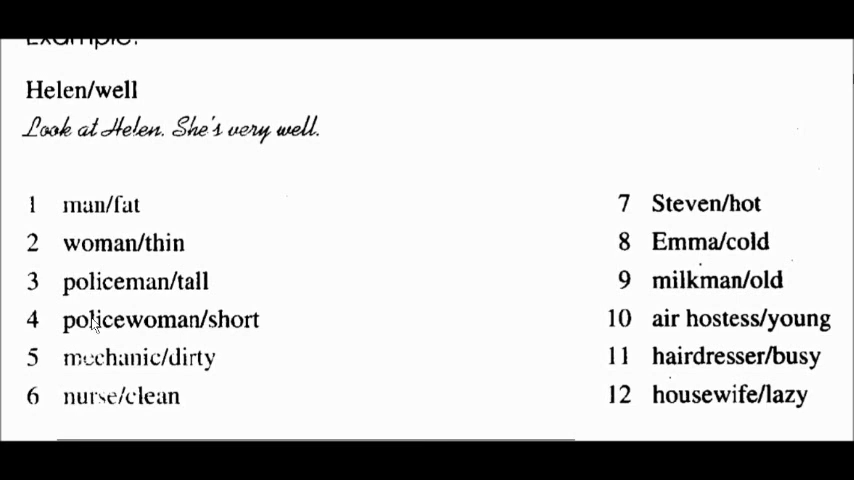 Example:
Helen/well
Look at Helen. She's very well.
1 man/fat
2 woman/thin
3 policeman/tall
4 policewoman/short
5 mechanic/dirty
6 nurse/clean
7 Steven/hot
8 Emma/cold
9 milkman/old
10 air hostess/young
11 hairdresser/busy
12 housewife/lazy